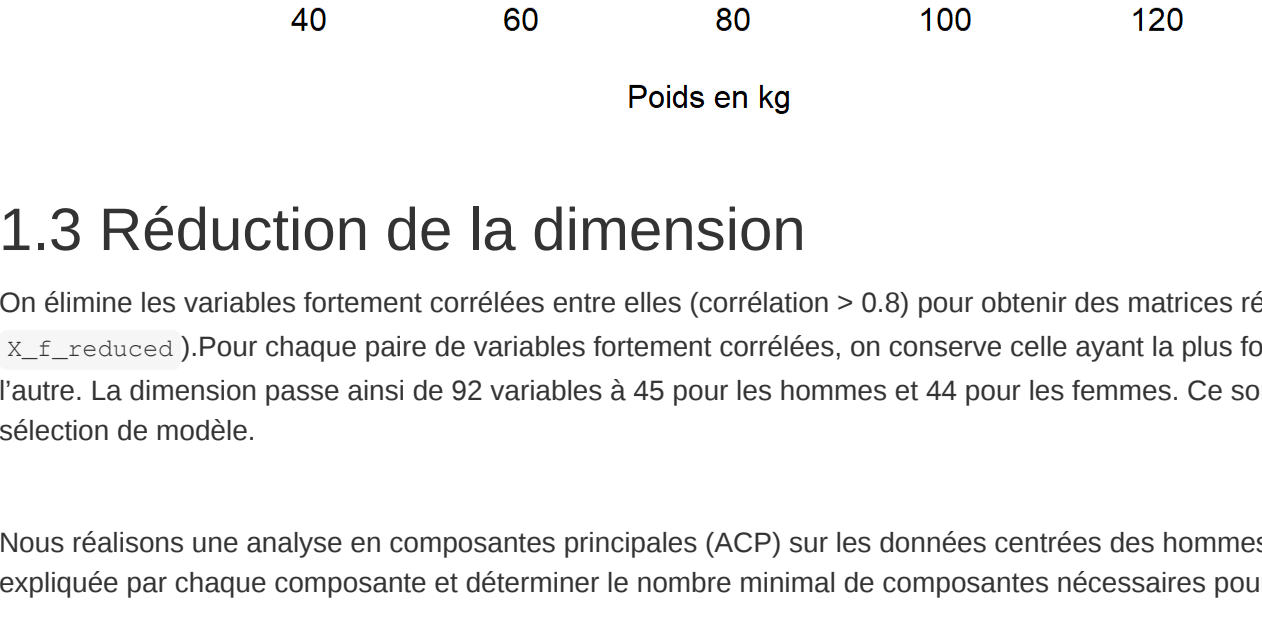 40 60 80 100 120
Poids en kg
1.3 Réduction de la dimension
On élimine les variables fortement corrélées entre elles (corrélation > 0.8) pour obtenir des matrices ré
X_f_reduced ).Pour chaque paire de variables fortement corrélées, on conserve celle ayant la plus fo
l’autre. La dimension passe ainsi de 92 variables à 45 pour les hommes et 44 pour les femmes. Ce so
sélection de modèle.
Nous réalisons une analyse en composantes principales (ACP) sur les données centrées des hommes
expliquée par chaque composante et déterminer le nombre minimal de composantes nécessaires pou